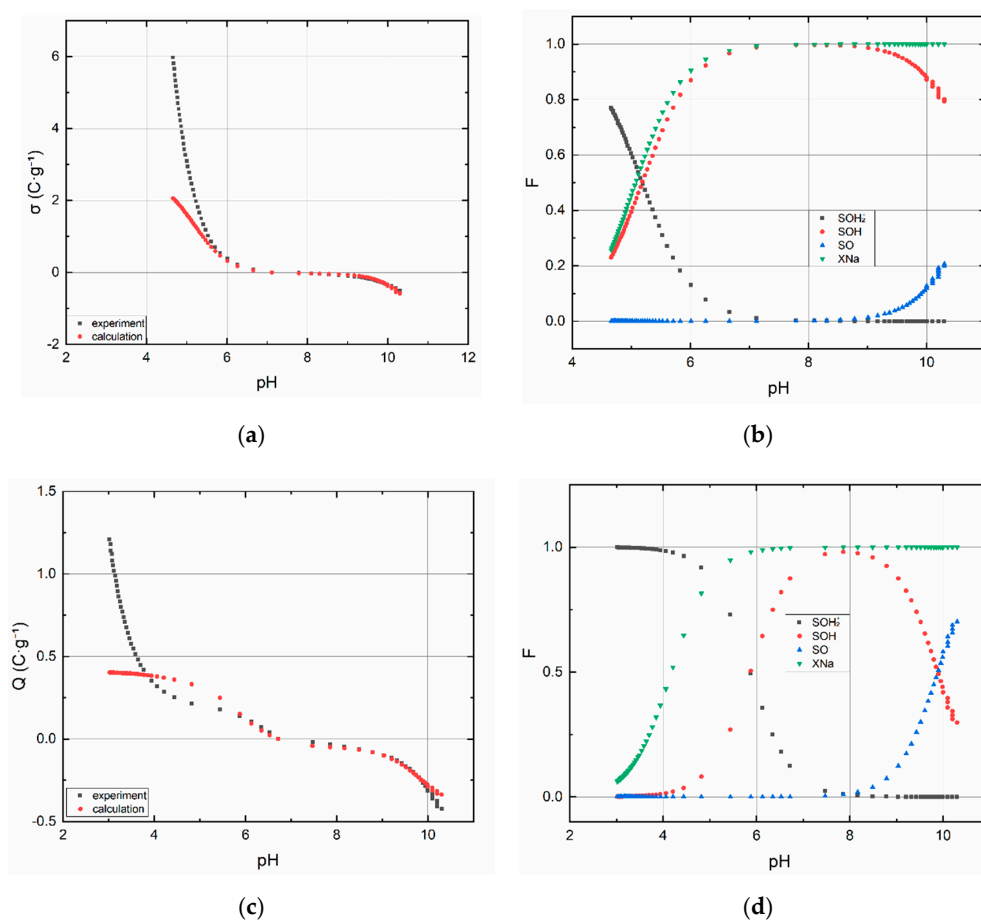 6
4
2
0
-2
2
4
6
8
10
12
σ (C·g⁻¹)
pH
experiment
calculation
(a)
1.0
0.8
0.6
0.4
0.2
0.0
4
6
8
10
F
pH
SOH₂⁺
SOH
SO⁻
XNa
(b)
1.5
1.0
0.5
0.0
-0.5
2
4
6
8
10
Q (C·g⁻¹)
pH
experiment
calculation
(c)
1.0
0.5
0.0
2
4
6
8
10
F
pH
SOH₂⁺
SOH
SO⁻
XNa
(d)